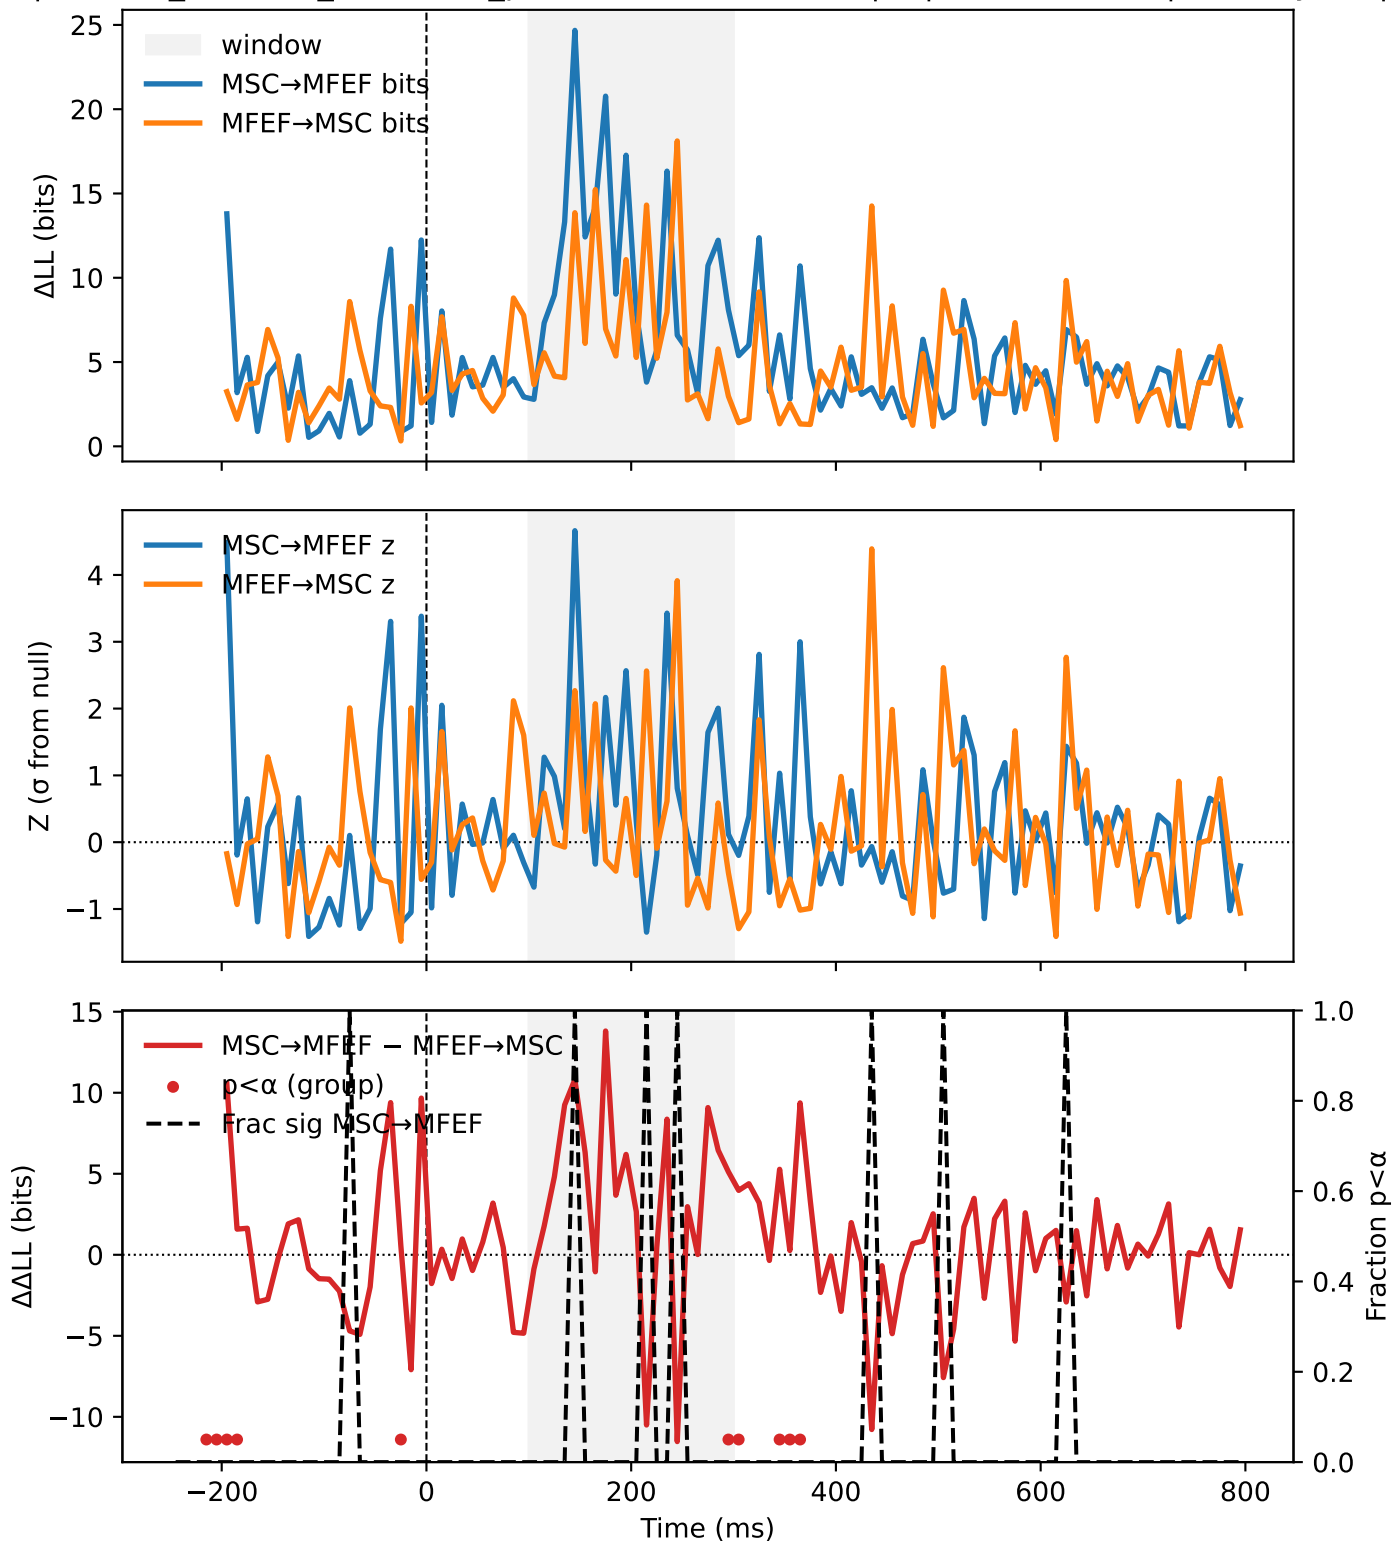 25
20
15
10
5
0
ΔLL (bits)
window
MSC→MFEF bits
MFEF→MSC bits
4
3
2
1
0
−1
Z (σ from null)
MSC→MFEF z
MFEF→MSC z
15
10
5
0
−5
−10
ΔΔLL (bits)
MSC→MFEF − MFEF→MSC
p<α (group)
Frac sig MSC→MFEF
1.0
0.8
0.6
0.4
0.2
0.0
Fraction p<α
−200 0 200 400 600 800
Time (ms)